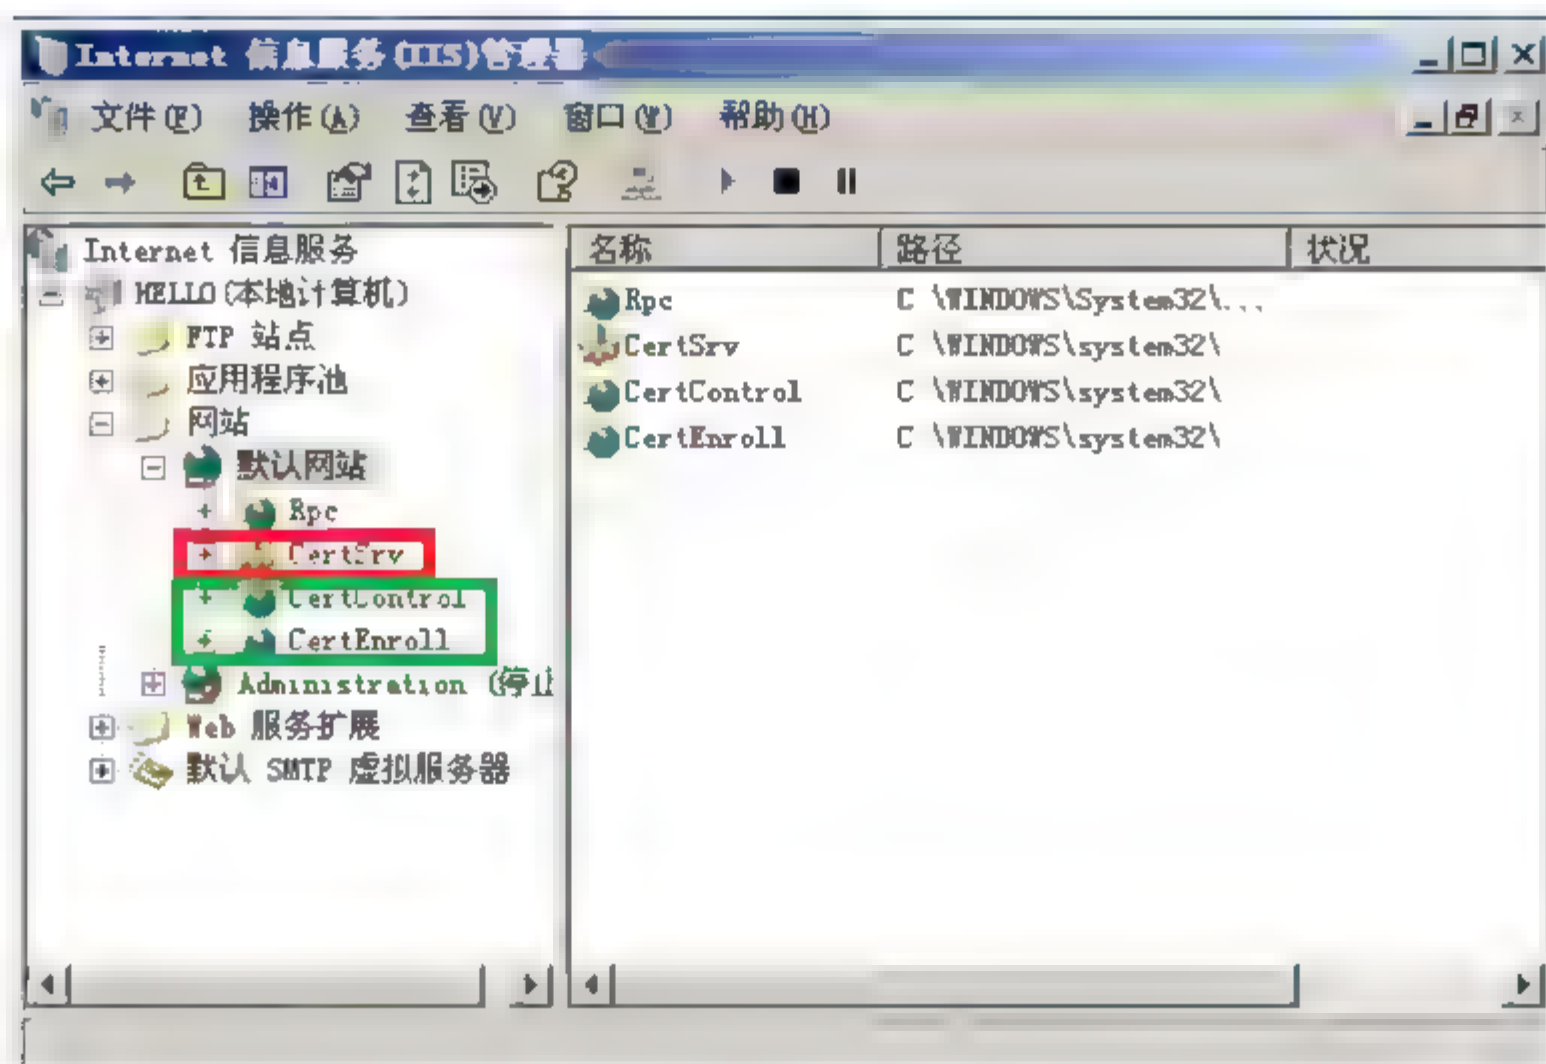 Internet 信息服务(IIS)管理器
文件(F) 操作(A) 查看(V) 窗口(W) 帮助(H)
Internet 信息服务
HELLO(本地计算机)
FTP 站点
应用程序池
网站
默认网站
Rpc
CertSrv
CertControl
CertEnroll
Administration (停止
Web 服务扩展
默认 SMTP 虚拟服务器
名称 路径 状况
Rpc C \WINDOWS\System32\...
CertSrv C \WINDOWS\system32\
CertControl C \WINDOWS\system32\
CertEnroll C \WINDOWS\system32\